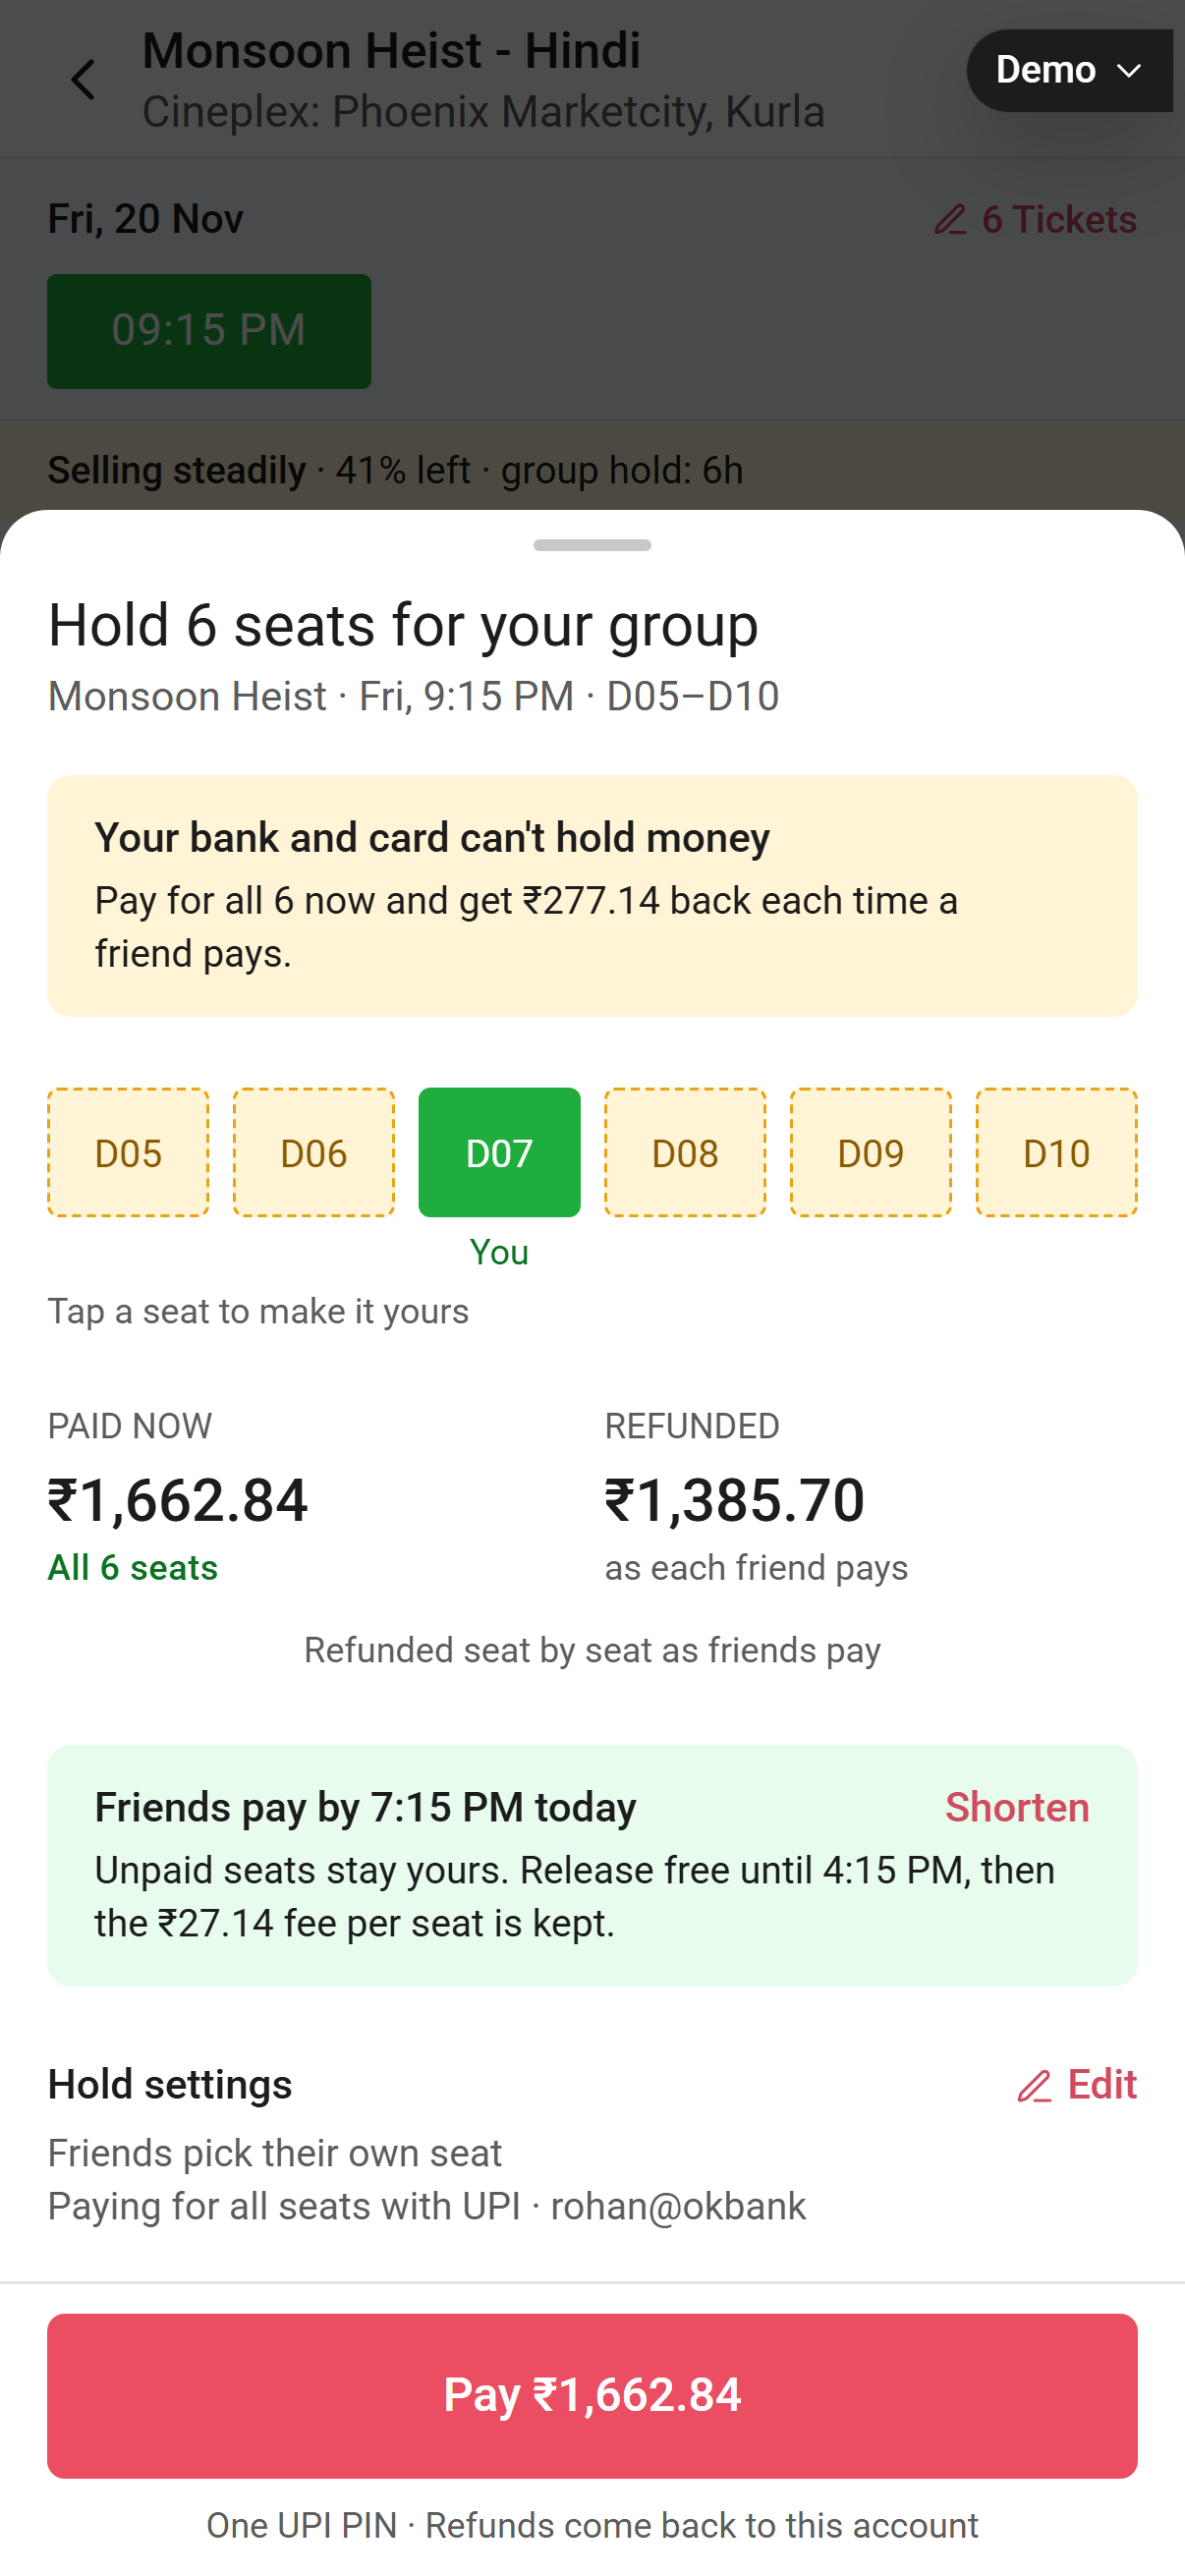 Monsoon Heist - Hindi
Cineplex: Phoenix Marketcity, Kurla
Demo
Fri, 20 Nov
6 Tickets
09:15 PM
Selling steadily · 41% left · group hold: 6h
Hold 6 seats for your group
Monsoon Heist · Fri, 9:15 PM · D05–D10
Your bank and card can't hold money
Pay for all 6 now and get ₹277.14 back each time a
friend pays.
D05 D06 D07 D08 D09 D10
You
Tap a seat to make it yours
PAID NOW REFUNDED
₹1,662.84 ₹1,385.70
All 6 seats as each friend pays
Refunded seat by seat as friends pay
Friends pay by 7:15 PM today Shorten
Unpaid seats stay yours. Release free until 4:15 PM, then
the ₹27.14 fee per seat is kept.
Hold settings Edit
Friends pick their own seat
Paying for all seats with UPI · rohan@okbank
Pay ₹1,662.84
One UPI PIN · Refunds come back to this account